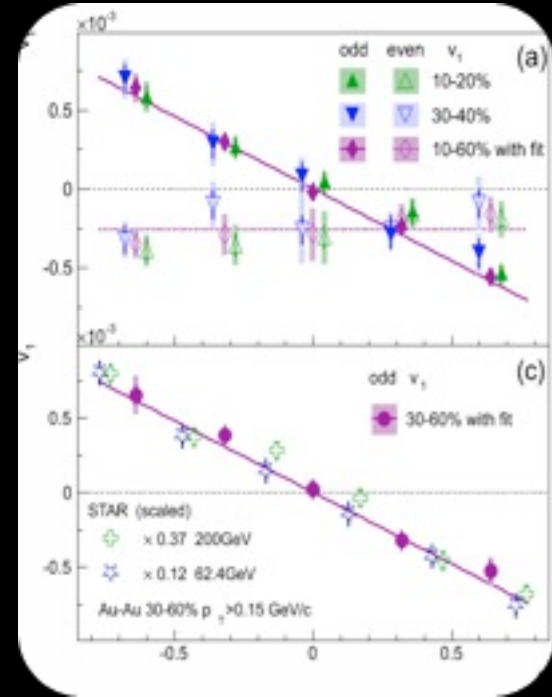 ×10⁻³
odd even v₁ (a)
10-20%
30-40%
10-60% with fit
0.5
0
-0.5
×10⁻³
v₁
(c)
odd v₁
30-60% with fit
0.5
0
-0.5
STAR (scaled)
× 0.37 200GeV
× 0.12 62.4GeV
Au-Au 30-60% p_T>0.15 GeV/c
-0.5 0 0.5